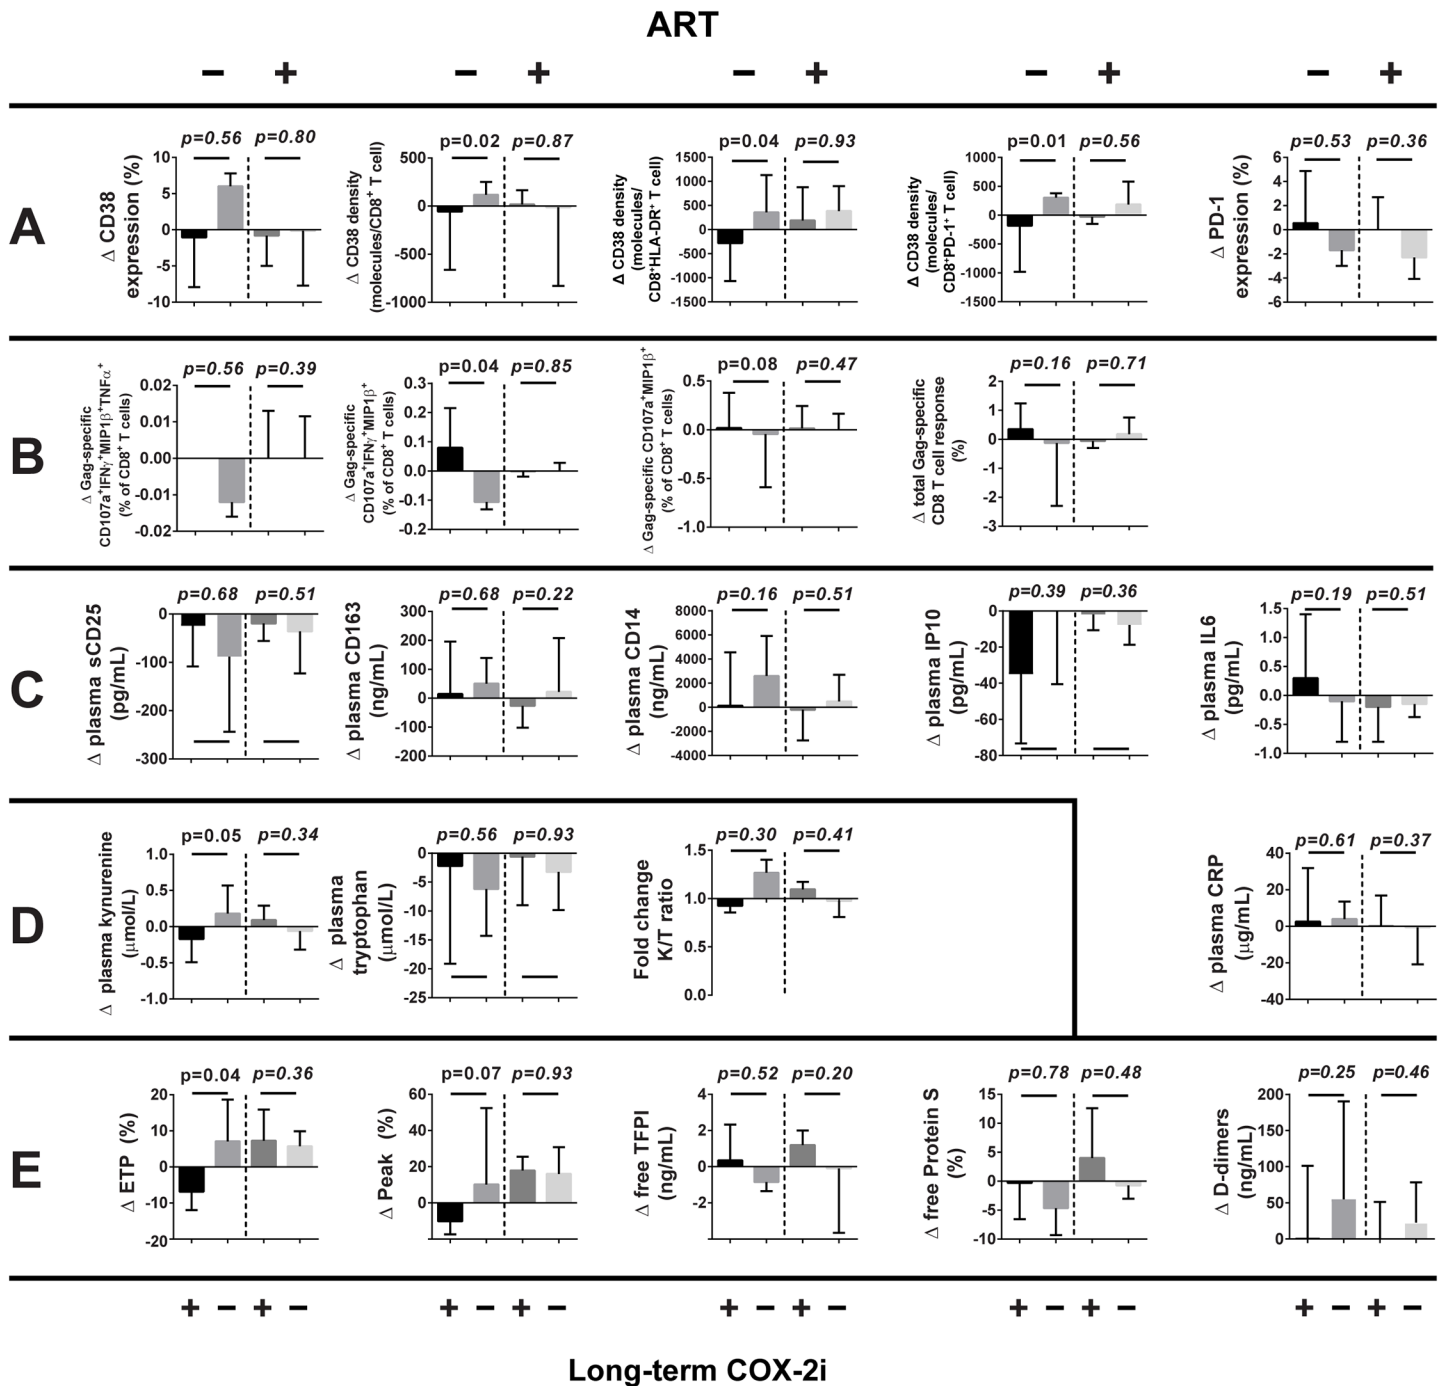 ART
− + − + − + − + − +
A
Δ CD38
expression (%)
p=0.56 p=0.80
10
5
0
-5
-10
Δ CD38 density
(molecules/CD8+ T cell)
p=0.02 p=0.87
500
0
-500
-1000
Δ CD38 density
(molecules/
CD8+HLA-DR+ T cell)
p=0.04 p=0.93
1500
1000
500
0
-500
-1000
-1500
Δ CD38 density
(molecules/
CD8+PD-1+ T cell)
p=0.01 p=0.56
1000
500
0
-500
-1000
-1500
Δ PD-1
expression (%)
p=0.53 p=0.36
6
4
2
0
-2
-4
-6
B
Δ Gag-specific
CD107a+IFNγ+MIP1β+TNFα+
(% of CD8+ T cells)
p=0.56 p=0.39
0.02
0.01
0.00
-0.01
-0.02
Δ Gag-specific
CD107a+IFNγ+MIP1β+
(% of CD8+ T cells)
p=0.04 p=0.85
0.3
0.2
0.1
0.0
-0.1
-0.2
Δ Gag-specific CD107a+MIP1β+
(% of CD8+ T cells)
p=0.08 p=0.47
0.5
0.0
-0.5
-1.0
Δ total Gag-specific
CD8 T cell response
(%)
p=0.16 p=0.71
2
1
0
-1
-2
-3
C
Δ plasma sCD25
(pg/mL)
p=0.68 p=0.51
0
-100
-200
-300
Δ plasma CD163
(ng/mL)
p=0.68 p=0.22
300
200
100
0
-100
-200
Δ plasma CD14
(ng/mL)
p=0.16 p=0.51
8000
6000
4000
2000
0
-2000
-4000
Δ plasma IP10
(pg/mL)
p=0.39 p=0.36
0
-20
-40
-60
-80
Δ plasma IL6
(pg/mL)
p=0.19 p=0.51
1.5
1.0
0.5
0.0
-0.5
-1.0
D
Δ plasma kynurenine
(μmol/L)
p=0.05 p=0.34
1.0
0.5
0.0
-0.5
-1.0
Δ plasma
tryptophan
(μmol/L)
p=0.56 p=0.93
0
-5
-10
-15
-20
-25
Fold change
K/T ratio
p=0.30 p=0.41
1.5
1.0
0.5
0.0
Δ plasma CRP
(μg/mL)
p=0.61 p=0.37
40
20
0
-20
-40
E
Δ ETP (%)
p=0.04 p=0.36
20
10
0
-10
-20
Δ Peak (%)
p=0.07 p=0.93
60
40
20
0
Δ free TFPI
(ng/mL)
p=0.52 p=0.20
4
2
0
-2
Δ free Protein S
(%)
p=0.78 p=0.48
15
10
5
0
-5
-10
Δ D-dimers
(ng/mL)
p=0.25 p=0.46
200
150
100
50
0
+ − + − + − + − + − + − + − + − + − + −
Long-term COX-2i